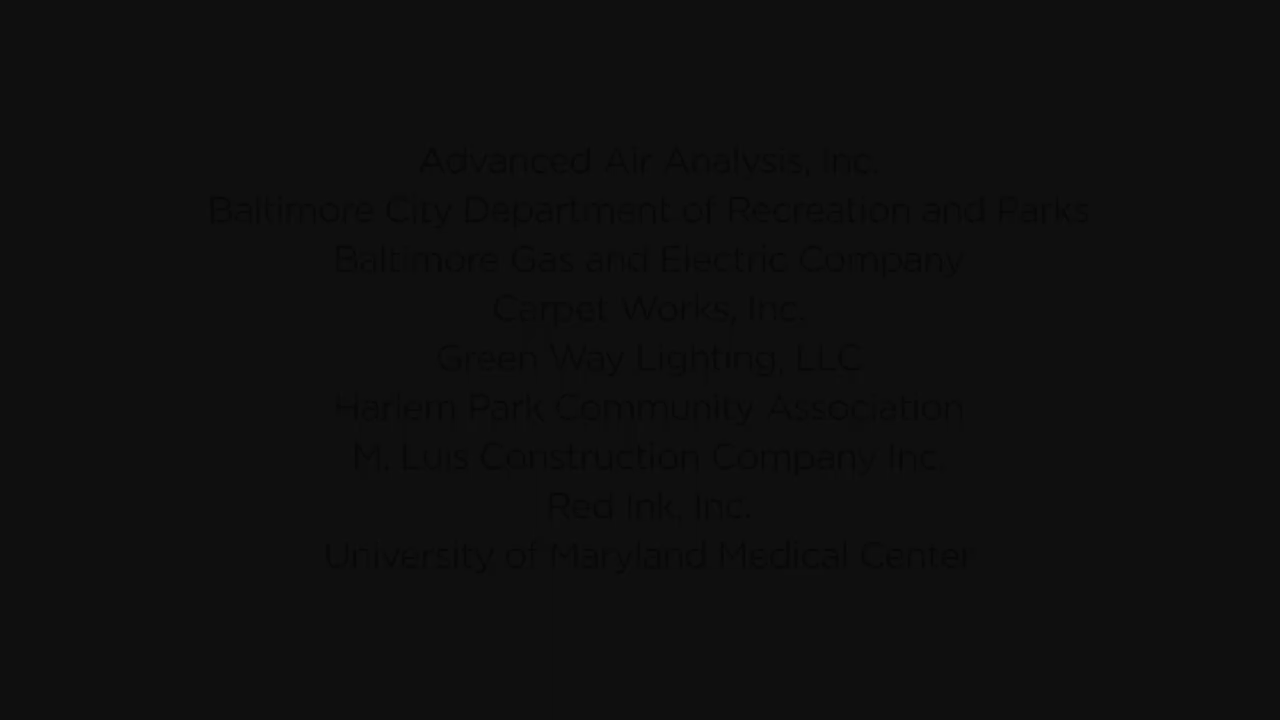 Advanced Air Analysis, Inc.
Baltimore City Department of Recreation and Parks
Baltimore Gas and Electric Company
Carpet Works, Inc.
Green Way Lighting, LLC
Harlem Park Community Association
M. Luis Construction Company Inc
Red Ink, Inc.
University of Maryland Medical Center